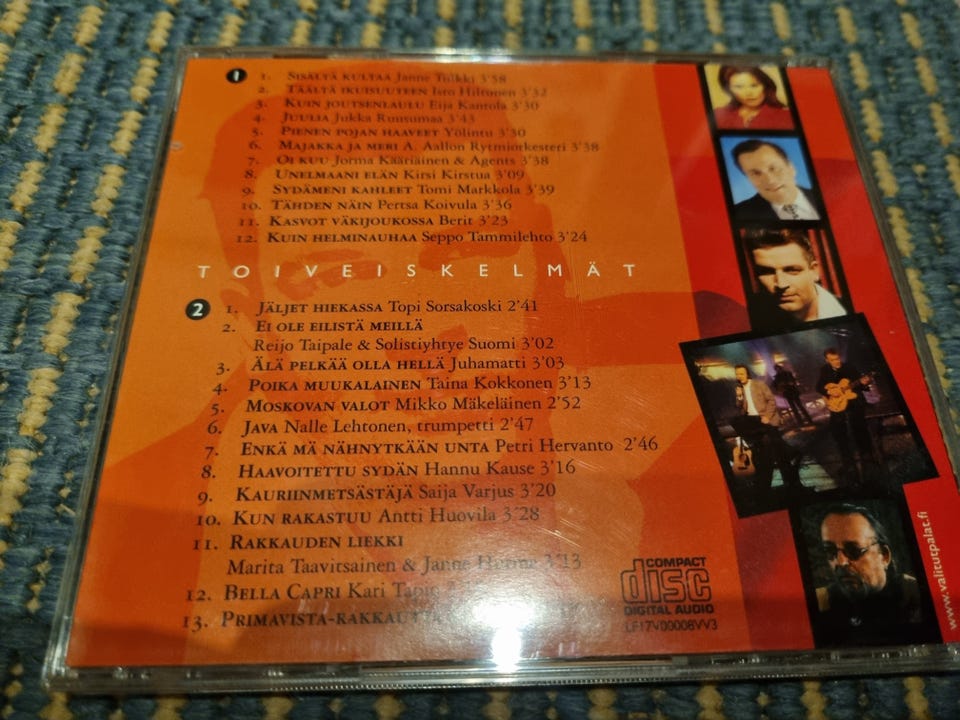 1 1. SISÄLTÄ KULTAA Janne Tulkki 3'58
2. TÄÄLTÄ IKUISUUTEEN Isto Hiltunen 3'32
3. KUIN JOUTSENLAULU Eija Kantola 3'30
4. JUULIA Jukka Ruusumaa 3'43
5. PIENEN POJAN HAAVEET Yölintu 3'30
6. MAJAKKA JA MERI A. Aallon Rytmiorkesteri 3'38
7. OI KUU Jorma Kääriäinen & Agents 3'38
8. UNELMAANI ELÄN Kirsi Kirstua 3'09
9. SYDÄMENI KAHLEET Tomi Markkola 3'39
10. TÄHDEN NÄIN Pertsa Koivula 3'36
11. KASVOT VÄKIJOUKOSSA Berit 3'23
12. KUIN HELMINAUHAA Seppo Tammilehto 3'24
TOIVEISKELMÄT
2 1. JÄLJET HIEKASSA Topi Sorsakoski 2'41
2. EI OLE EILISTÄ MEILLÄ
Reijo Taipale & Solistiyhtye Suomi 3'02
3. ÄLÄ PELKÄÄ OLLA HELLÄ Juhamatti 3'03
4. POIKA MUUKALAINEN Taina Kokkonen 3'13
5. MOSKOVAN VALOT Mikko Mäkeläinen 2'52
6. JAVA Nalle Lehtonen, trumpetti 2'47
7. ENKÄ MÄ NÄHNYTKÄÄN UNTA Petri Hervanto 2'46
8. HAAVOITETTU SYDÄN Hannu Kause 3'16
9. KAURIINMETSÄSTÄJÄ Saija Varjus 3'20
10. KUN RAKASTUU Antti Huovila 3'28
11. RAKKAUDEN LIEKKI
Marita Taavitsainen & Janne Hurme 3'13
12. BELLA CAPRI Kari Tapio
13. PRIMAVISTA-RAKKAUTTA
COMPACT
disc
DIGITAL AUDIO
LF17V00008VV3
www.valitutpalat.fi